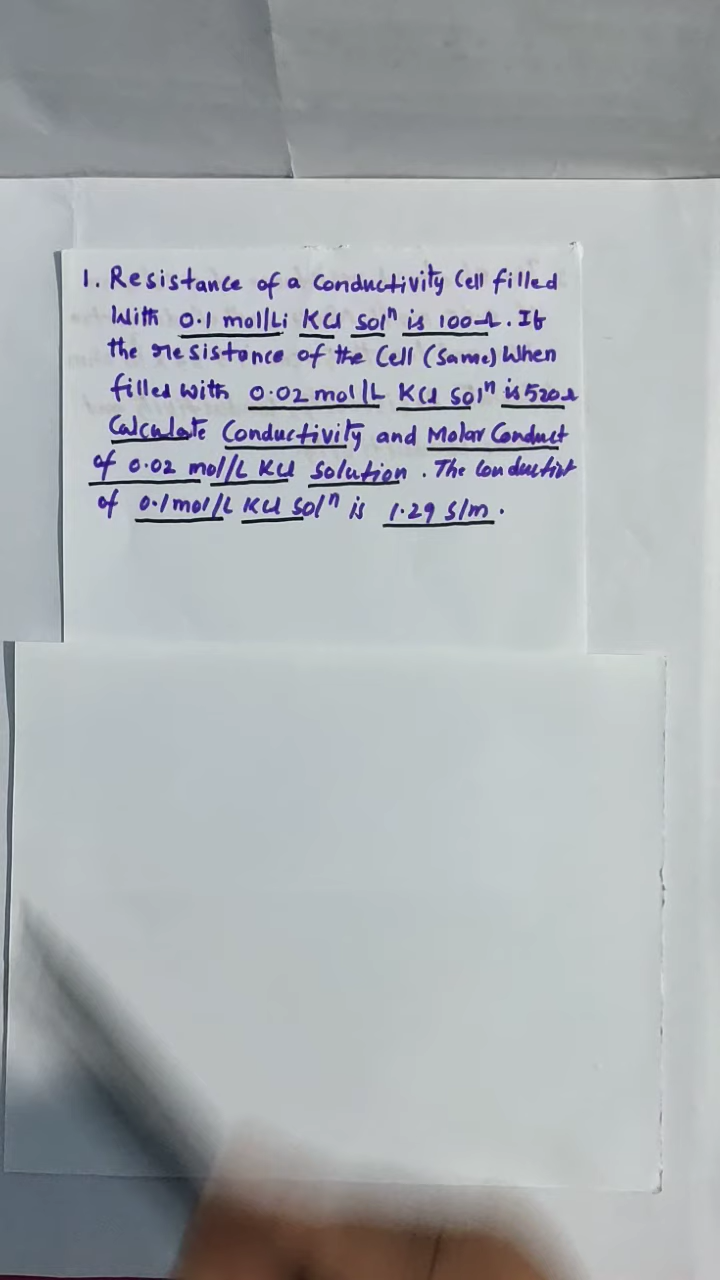 1. Resistance of a Conductivity Cell filled
With 0.1 mol/Li KCl Solⁿ is 100Ω. If
the resistance of the Cell (same) When
filled with 0.02 mol/L KCl Solⁿ is 520Ω
Calculate Conductivity and Molar Conduct
of 0.02 mol/L KCl Solution. The Conductivit
of 0.1 mol/L KCl Solⁿ is 1.29 S/m.